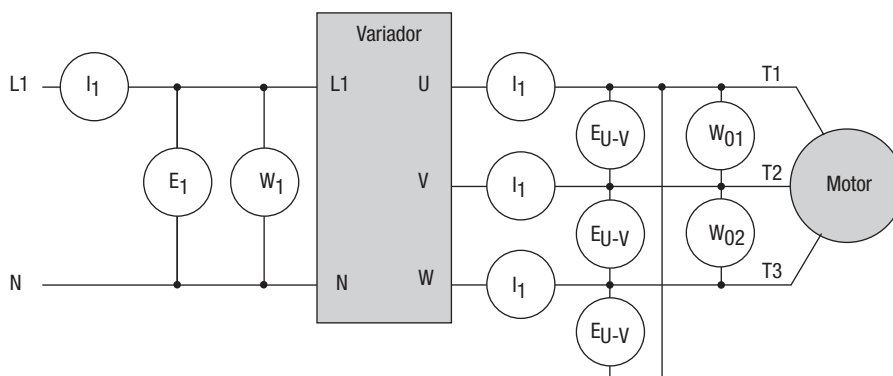 Variador
L1 I1 L1 U I1 T1
EU-V W01
E1 W1 V I1 T2 Motor
EU-V W02
N N W I1 T3
EU-V